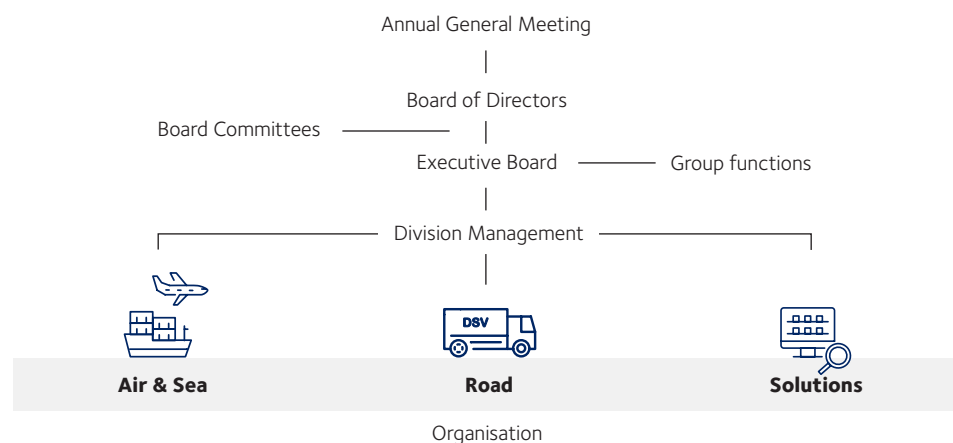 Annual General Meeting
Board of Directors
Board Committees
Executive Board
Group functions
Division Management
DSV
Air & Sea
Road
Solutions
Organisation